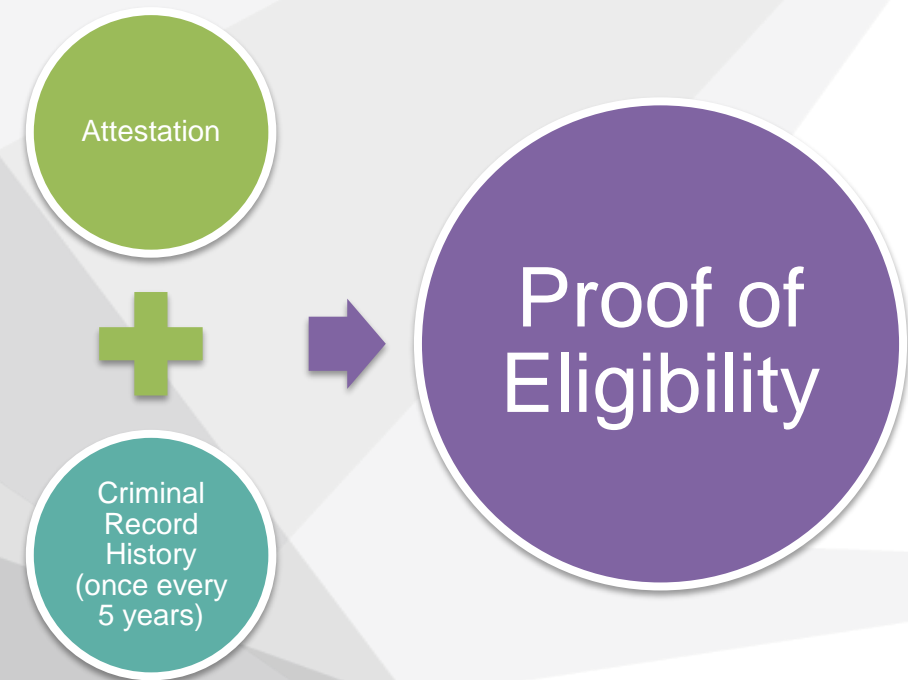 Attestation
Criminal
Record
History
(once every
5 years)
Proof of
Eligibility